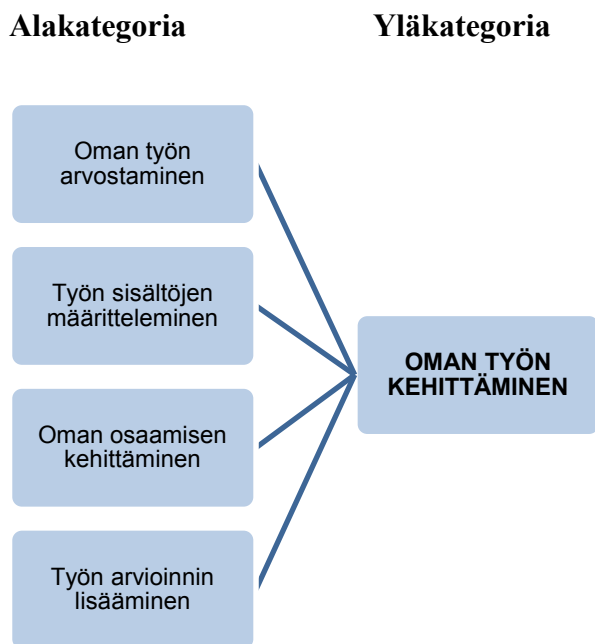 Alakategoria
Yläkategoria
Oman työn
arvostaminen
Työn sisältöjen
määritteleminen
Oman osaamisen
kehittäminen
Työn arvioinnin
lisääminen
OMAN TYÖN
KEHITTÄMINEN